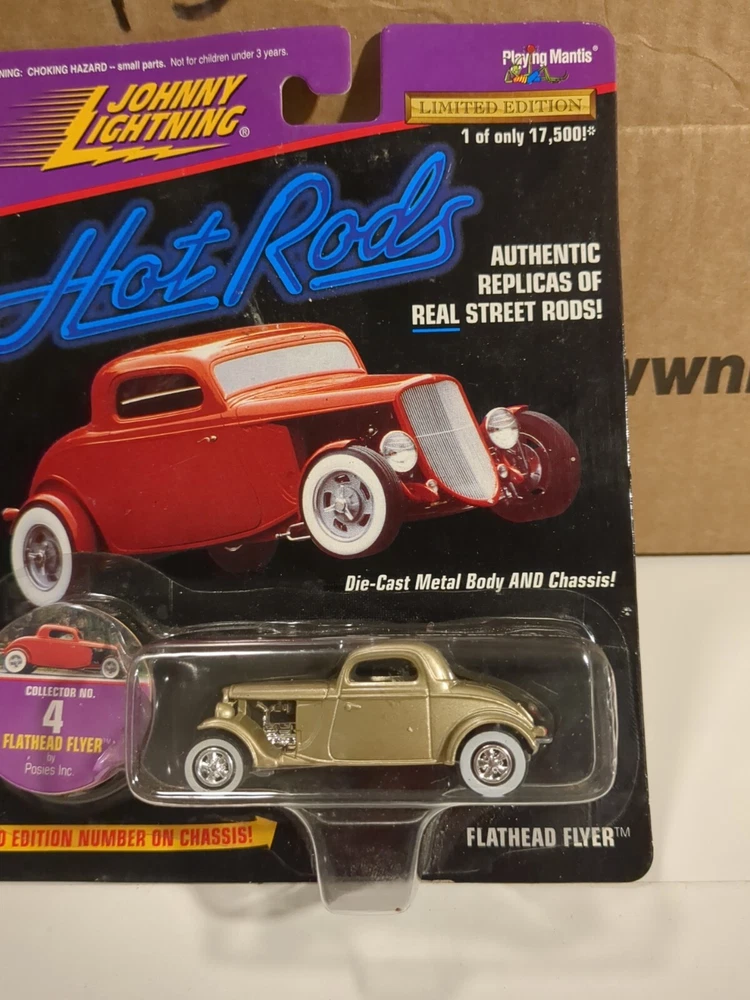 NING: CHOKING HAZARD -- small parts. Not for children under 3 years.
Playing Mantis®
JOHNNY
LIGHTNING®
LIMITED EDITION
1 of only 17,500!*
Hot Rods
AUTHENTIC
REPLICAS OF
REAL STREET RODS!
wwn
Die-Cast Metal Body AND Chassis!
COLLECTOR NO.
4
FLATHEAD FLYER™
by
Posies Inc.
D EDITION NUMBER ON CHASSIS!
FLATHEAD FLYER™